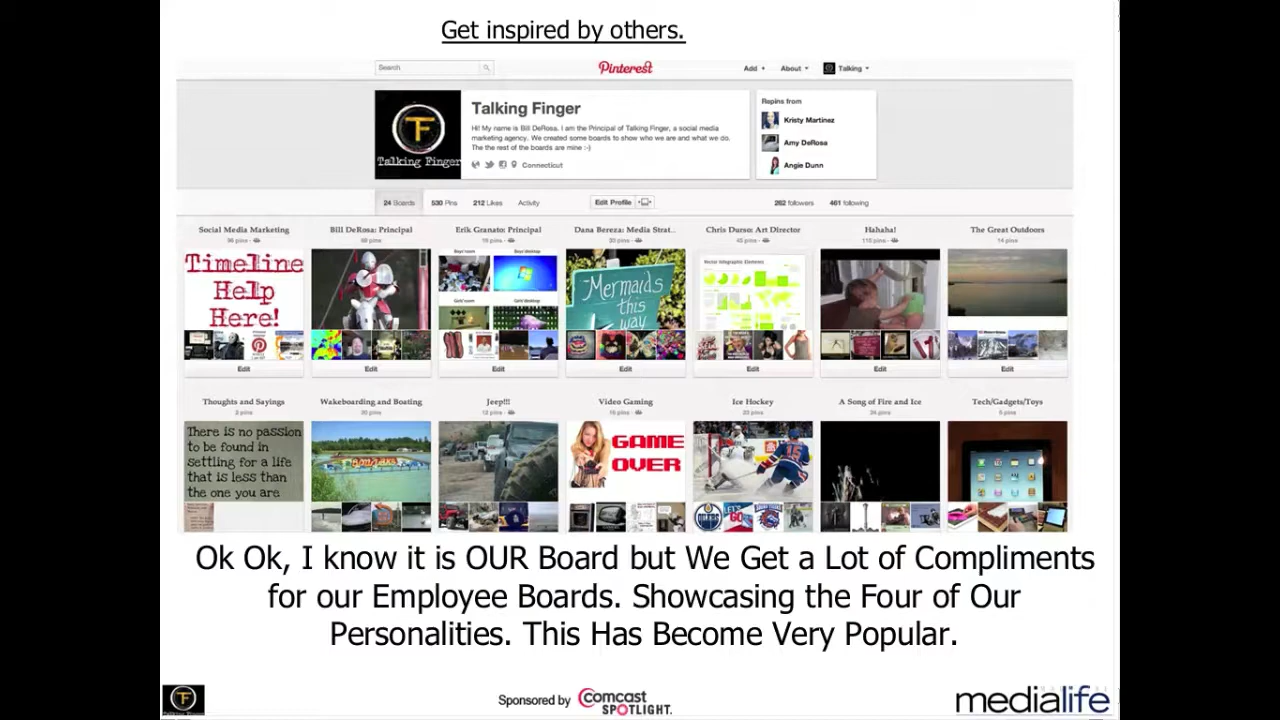 Get inspired by others.
Search
Pinterest
Add
About
Talking
Talking Finger
Talking Finger
Hi! My name is Bill DeRosa. I am the Principal of Talking Finger, a social media
marketing agency. We created some boards to show who we are and what we do.
The the rest of the boards are mine :-)
Connecticut
Repins from
Kristy Martinez
Amy DeRosa
Angie Dunn
24 Boards
530 Pins
212 Likes
Activity
Edit Profile
262 followers
461 following
Social Media Marketing
Bill DeRosa: Principal
Erik Granato: Principal
Dana Bereza: Media Strat..
Chris Durso: Art Director
Hahaha!
The Great Outdoors
14 pins
Timeline
Help
Here!
Mermaids
this
way
Edit
Edit
Edit
Edit
Edit
Edit
Edit
Thoughts and Sayings
Wakeboarding and Boating
Jeep!!!
Video Gaming
Ice Hockey
A Song of Fire and Ice
Tech/Gadgets/Toys
There is no passion
to be found in
settling for a life
that is less than
the one you are
GAME
OVER
Ok Ok, I know it is OUR Board but We Get a Lot of Compliments
for our Employee Boards. Showcasing the Four of Our
Personalities. This Has Become Very Popular.
Sponsored by Comcast
SPOTLIGHT.
medialife